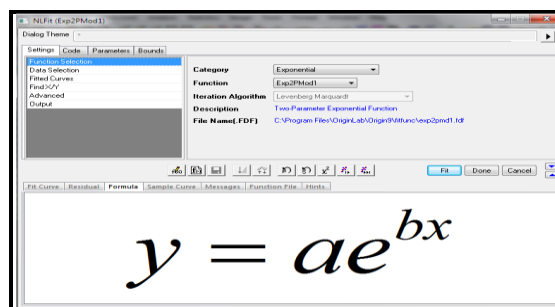 NLFit (Exp2PMod1)
Dialog Theme
Settings Code Parameters Bounds
Function Selection
Data Selection
Fitted Curves
Find X/Y
Advanced
Output
Category Exponential
Function Exp2PMod1
Iteration Algorithm Levenberg Marquardt
Description Two-Parameter Exponential Function
File Name(.FDF) C:\Program Files\OriginLab\Origin9\fitfunc\exp2pmd1.fdf
Fit Done Cancel
Fit Curve Residual Formula Sample Curve Messages Function File Hints
y = ae^{bx}